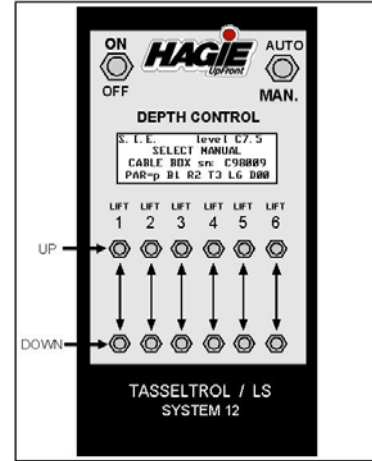 ON
AUTO
HAGIE
UpFront
OFF
MAN.
DEPTH CONTROL
S.I.E. level C7.5
SELECT MANUAL
CABLE BOX sn: C98009
PAR=p B1 R2 T3 L6 D00
LIFT LIFT LIFT LIFT LIFT LIFT
1 2 3 4 5 6
UP
DOWN
TASSELTROL / LS
SYSTEM 12